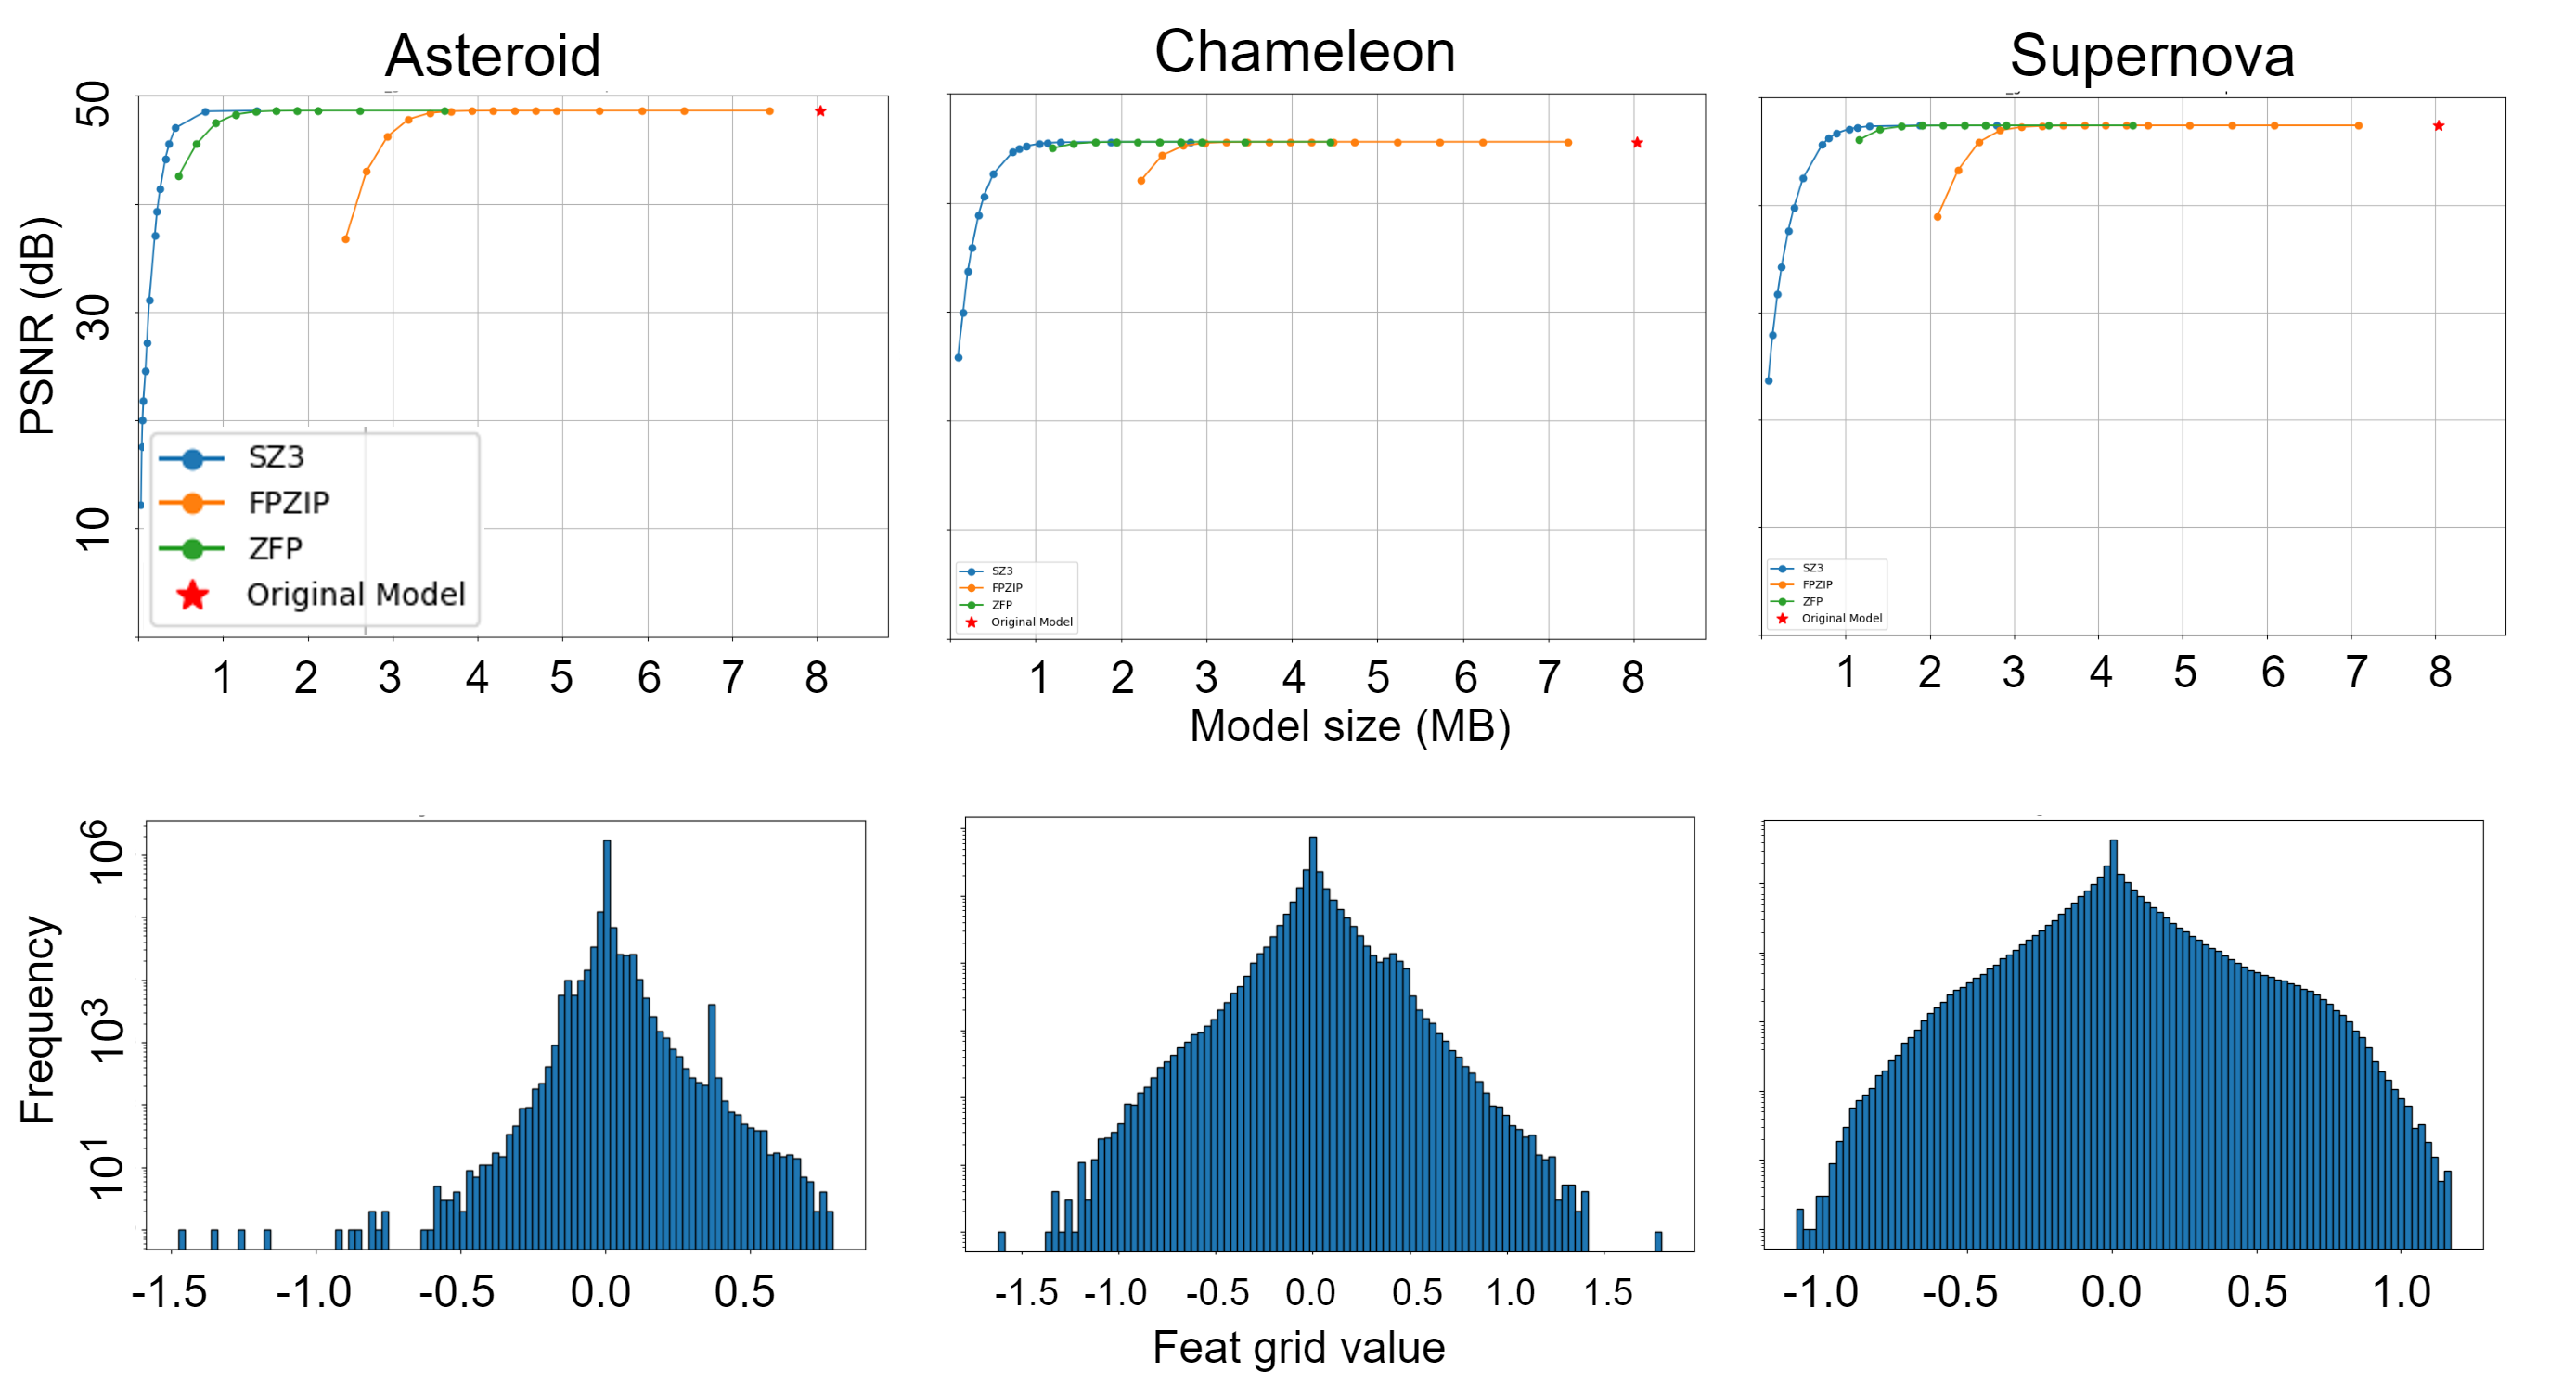 Asteroid
Chameleon
Supernova
PSNR (dB)
50
30
10
SZ3
FPZIP
ZFP
Original Model
1 2 3 4 5 6 7 8
SZ3
FPZIP
ZFP
Original Model
1 2 3 4 5 6 7 8
SZ3
FPZIP
ZFP
Original Model
1 2 3 4 5 6 7 8
Model size (MB)
Frequency
10^6
10^3
10^1
-1.5 -1.0 -0.5 0.0 0.5
-1.5 -1.0 -0.5 0.0 0.5 1.0 1.5
-1.0 -0.5 0.0 0.5 1.0
Feat grid value